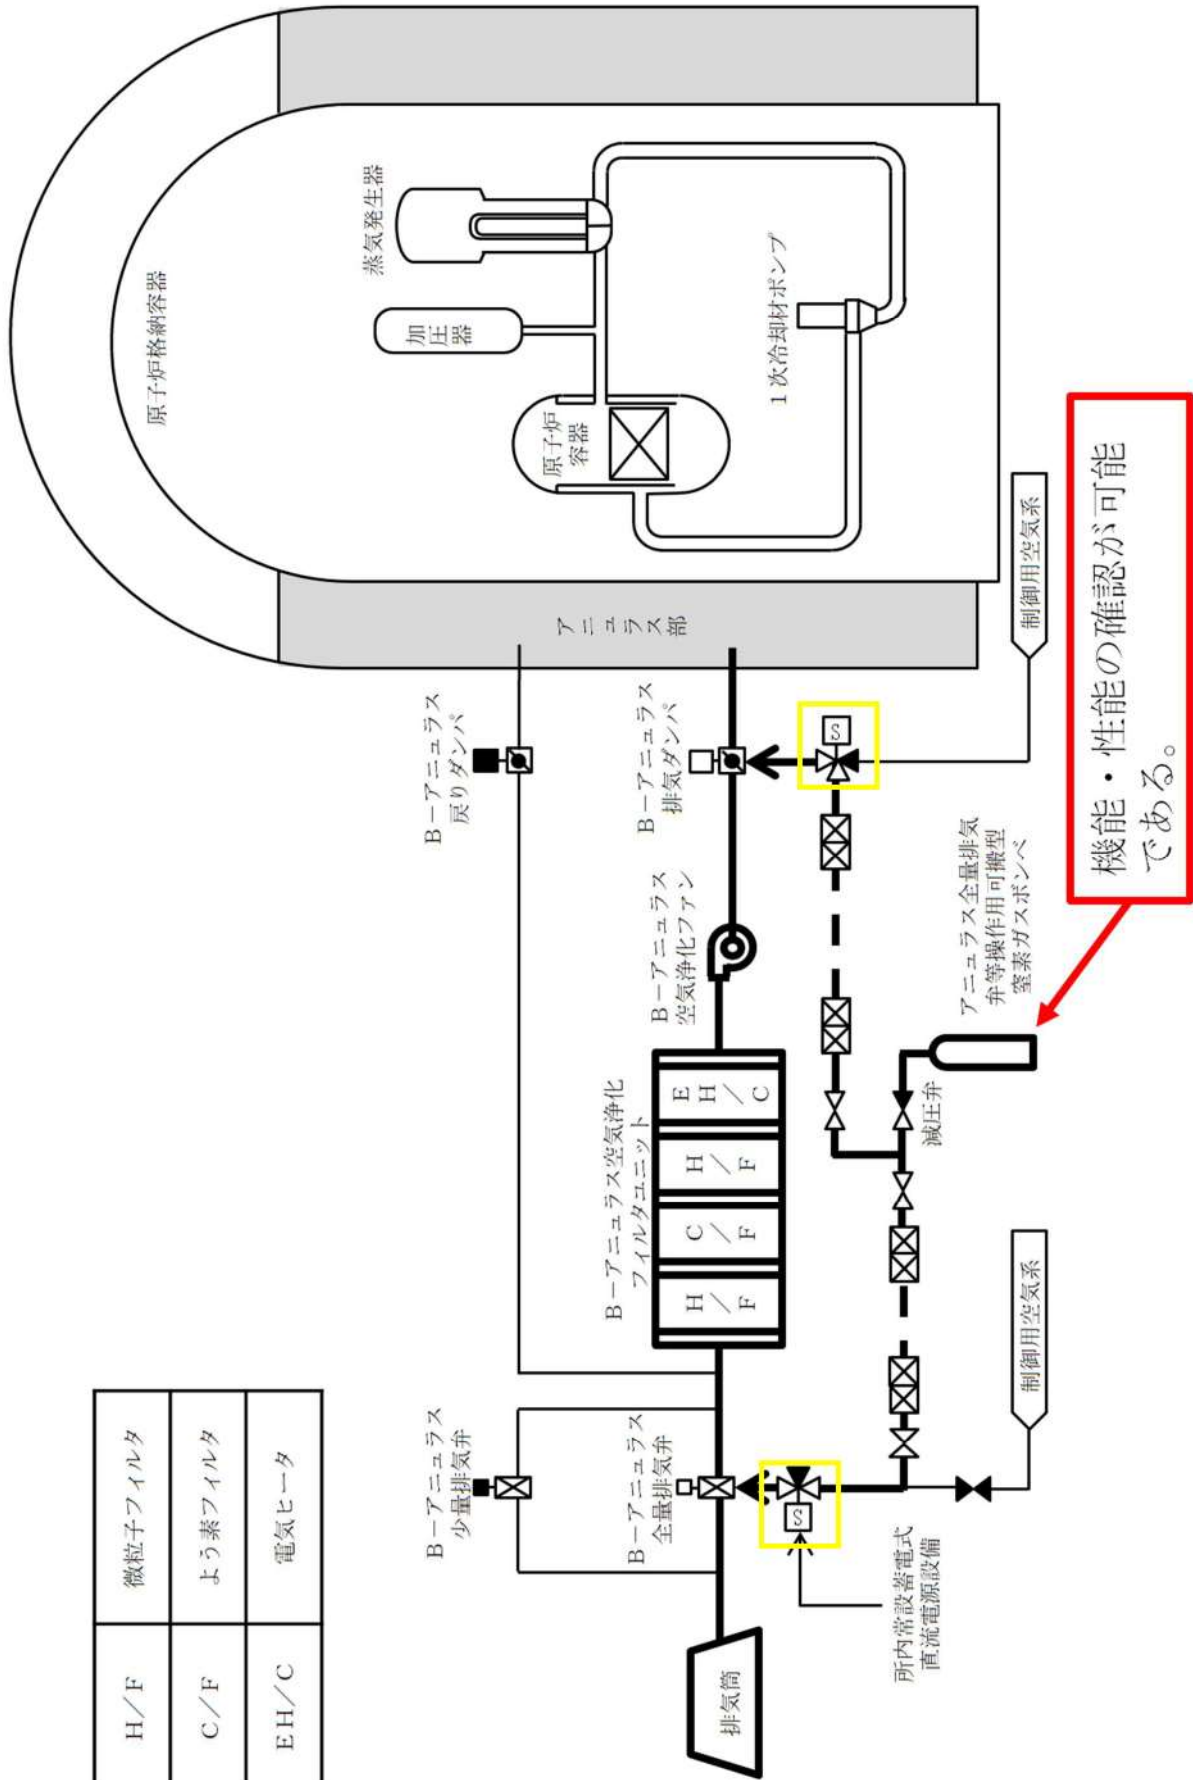 原子炉格納容器
蒸気発生器
加圧器
原子炉
容器
1次冷却材ポンプ
アニュラス部
制御用空気系
機能・性能の確認が可能
である。
B-アニュラス
戻りダンパ
B-アニュラス
排気ダンパ
S
B-アニュラス
空気浄化ファン
アニュラス全量排気
弁等操作用可搬型
窒素ガスボンベ
減圧弁
B-アニュラス空気浄化
フィルタユニット
H/F
C/F
H/F
EH/C
B-アニュラス
少量排気弁
B-アニュラス
全量排気弁
S
制御用空気系
所内常設蓄電式
直流電源設備
排気筒
H/F 微粒子フィルタ
C/F よう素フィルタ
EH/C 電気ヒータ